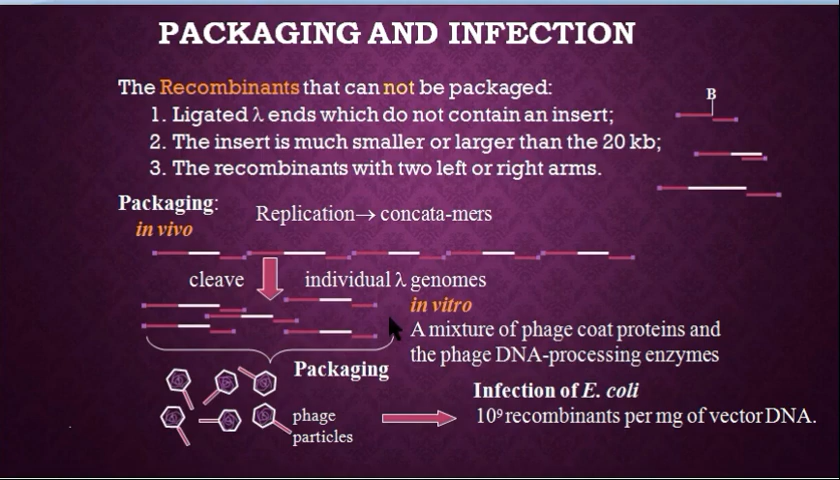 PACKAGING AND INFECTION
The Recombinants that can not be packaged:
1. Ligated λ ends which do not contain an insert;
2. The insert is much smaller or larger than the 20 kb;
3. The recombinants with two left or right arms.
B
Packaging:
in vivo
Replication→ concata-mers
cleave
individual λ genomes
in vitro
A mixture of phage coat proteins and
the phage DNA-processing enzymes
Packaging
phage
particles
Infection of E. coli
10⁹ recombinants per mg of vector DNA.